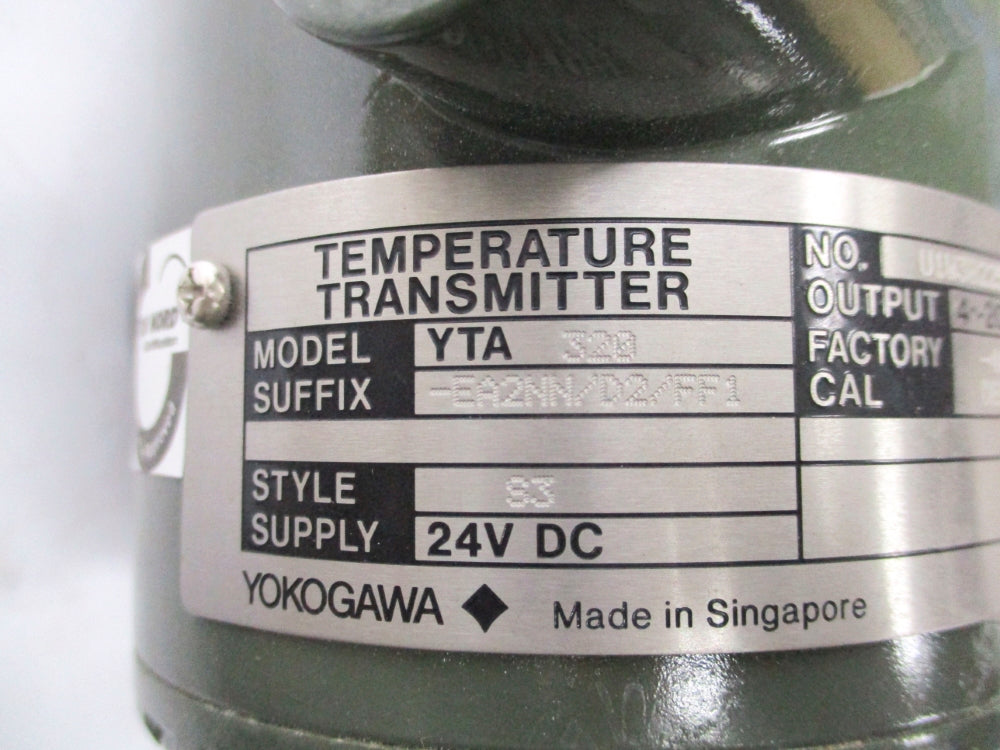 TEMPERATURE
TRANSMITTER
MODEL YTA 320
SUFFIX -EA2NN/D2/FF1
STYLE S3
SUPPLY 24V DC
NO.
OUTPUT
FACTORY
CAL
YOKOGAWA
Made in Singapore
NORD